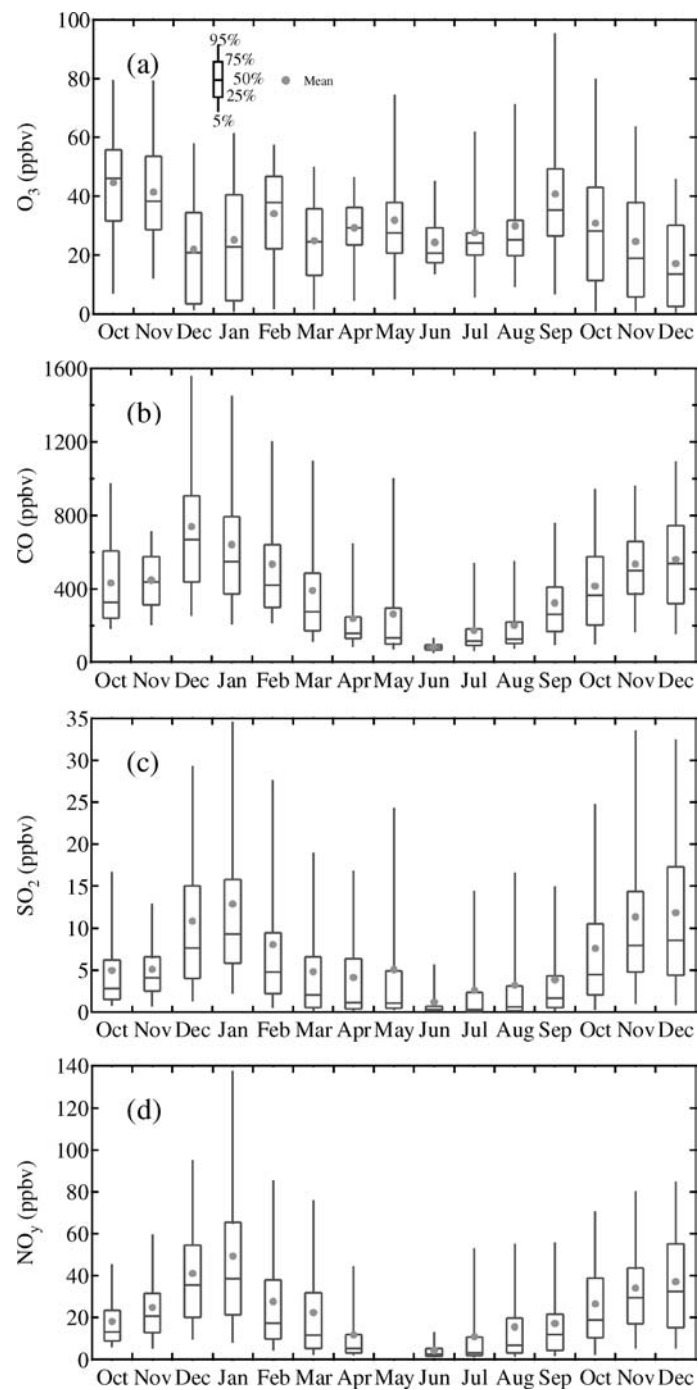 (a)
95%
75%
50%
25%
5%
Mean
O3 (ppbv)
100
80
60
40
20
0
Oct Nov Dec Jan Feb Mar Apr May Jun Jul Aug Sep Oct Nov Dec
(b)
CO (ppbv)
1600
1200
800
400
0
Oct Nov Dec Jan Feb Mar Apr May Jun Jul Aug Sep Oct Nov Dec
(c)
SO2 (ppbv)
35
30
25
20
15
10
5
0
Oct Nov Dec Jan Feb Mar Apr May Jun Jul Aug Sep Oct Nov Dec
(d)
NOy (ppbv)
140
120
100
80
60
40
20
0
Oct Nov Dec Jan Feb Mar Apr May Jun Jul Aug Sep Oct Nov Dec